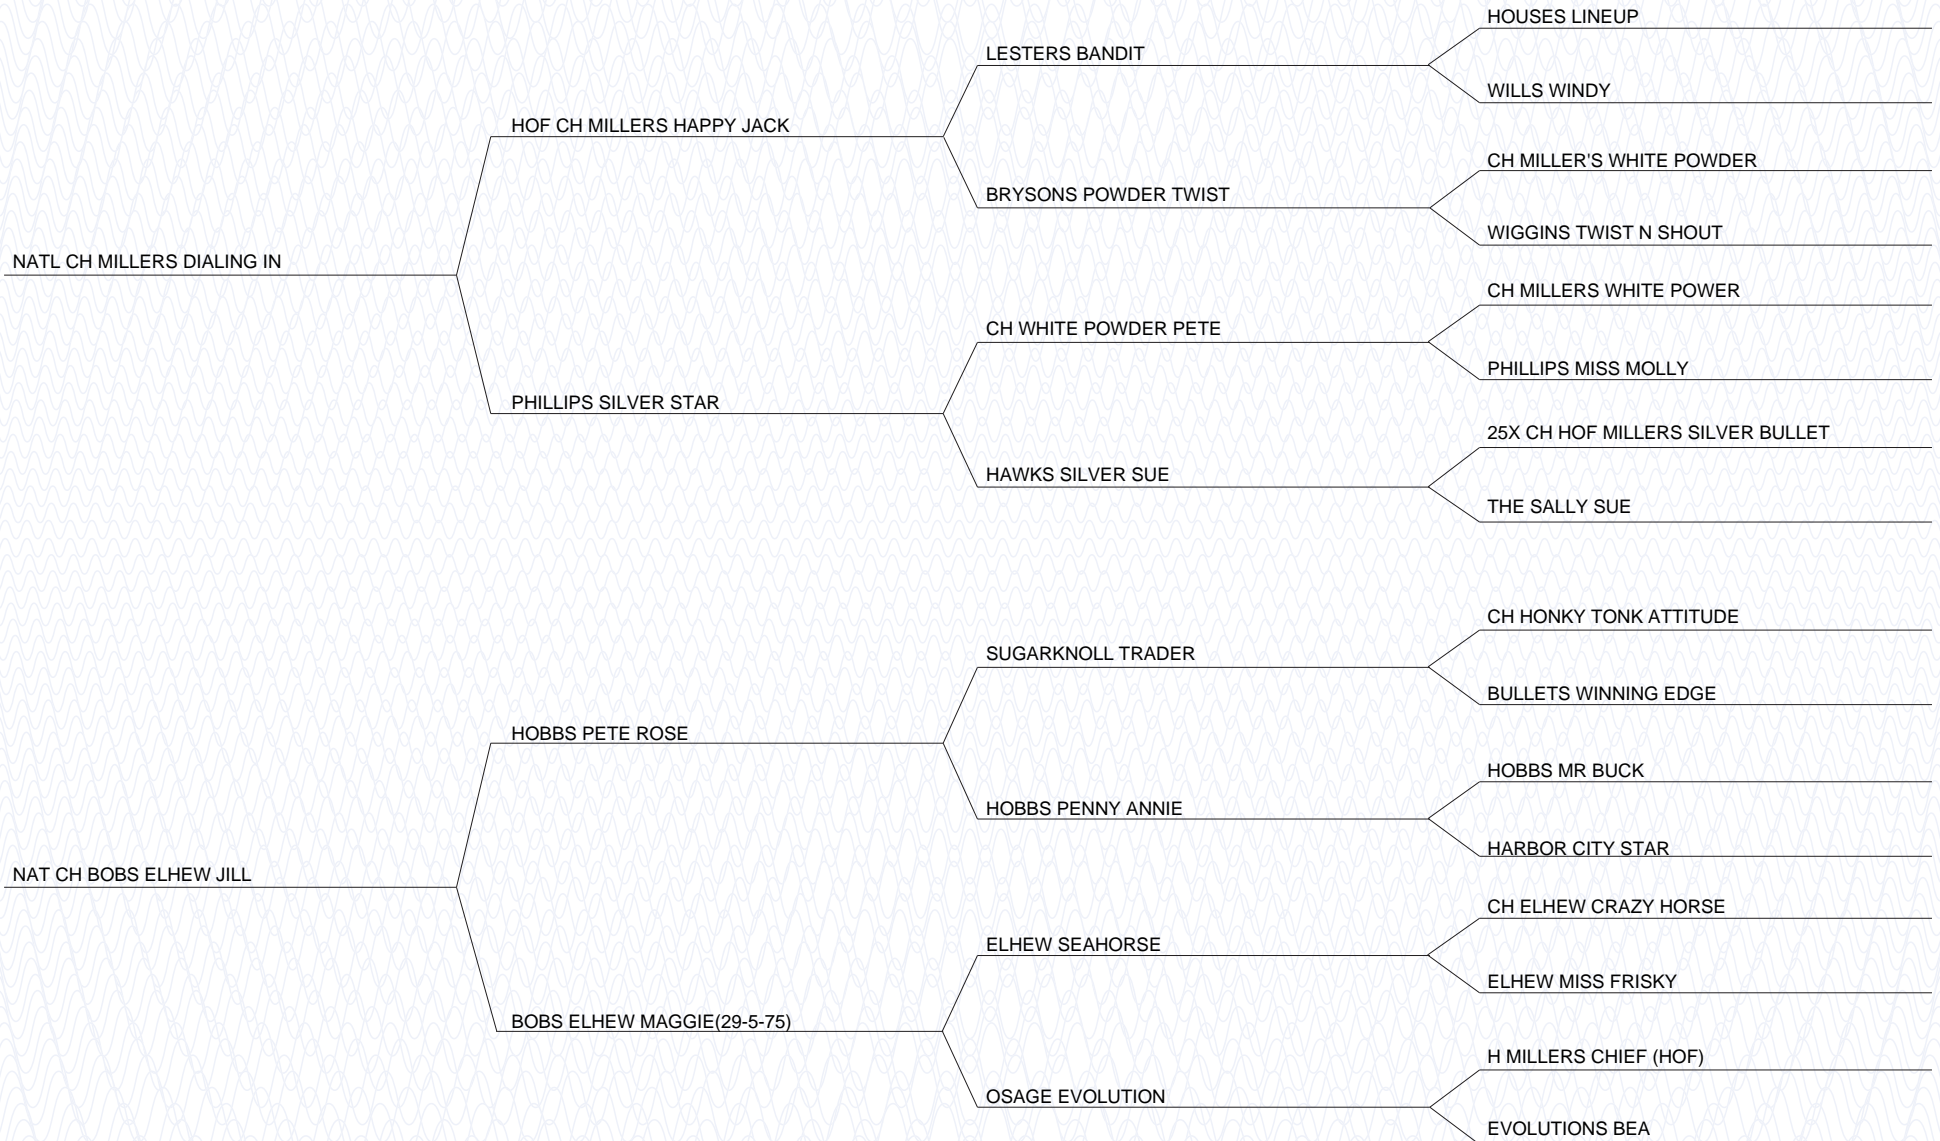 HOUSES LINEUP
LESTERS BANDIT
WILLS WINDY
HOF CH MILLERS HAPPY JACK
CH MILLER'S WHITE POWDER
BRYSONS POWDER TWIST
WIGGINS TWIST N SHOUT
NATL CH MILLERS DIALING IN
CH MILLERS WHITE POWER
CH WHITE POWDER PETE
PHILLIPS MISS MOLLY
PHILLIPS SILVER STAR
25X CH HOF MILLERS SILVER BULLET
HAWKS SILVER SUE
THE SALLY SUE
CH HONKY TONK ATTITUDE
SUGARKNOLL TRADER
BULLETS WINNING EDGE
HOBBS PETE ROSE
HOBBS MR BUCK
HOBBS PENNY ANNIE
HARBOR CITY STAR
NAT CH BOBS ELHEW JILL
CH ELHEW CRAZY HORSE
ELHEW SEAHORSE
ELHEW MISS FRISKY
BOBS ELHEW MAGGIE(29-5-75)
H MILLERS CHIEF (HOF)
OSAGE EVOLUTION
EVOLUTIONS BEA